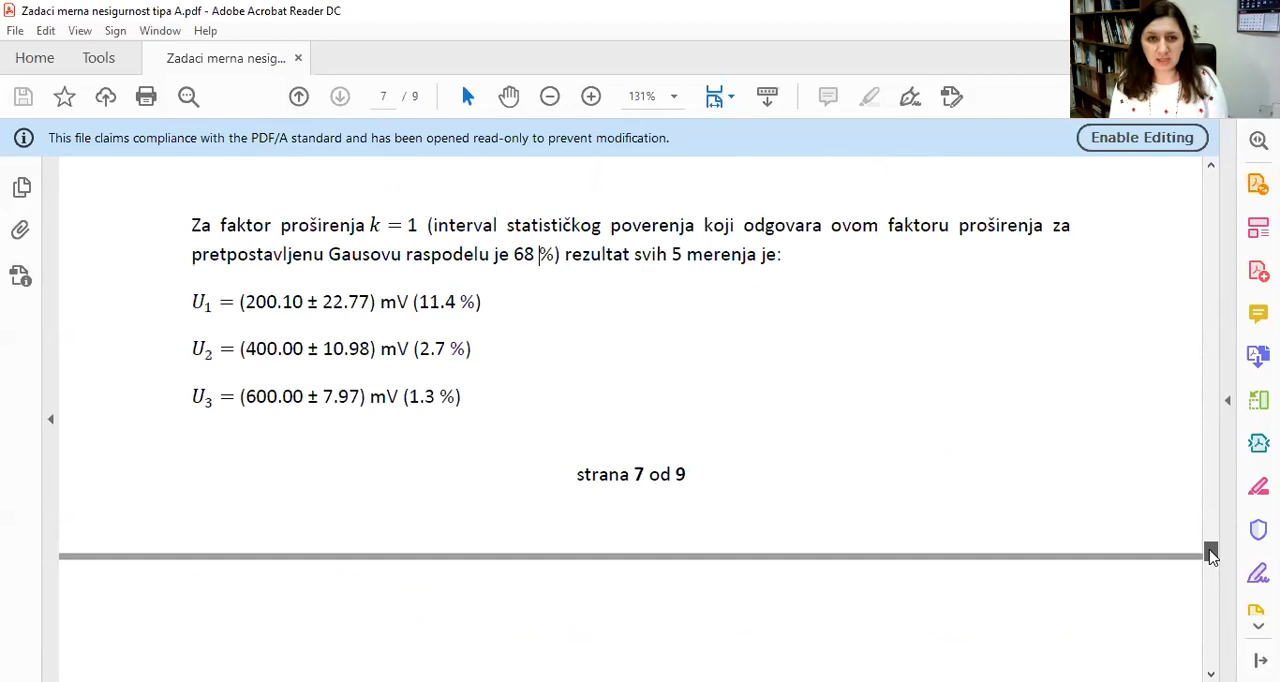 Zadaci merna nesigurnost tipa A.pdf - Adobe Acrobat Reader DC
File Edit View Sign Window Help
Home Tools Zadaci merna nesig... ×
7 / 9 131%
This file claims compliance with the PDF/A standard and has been opened read-only to prevent modification. Enable Editing
Za faktor proširenja k = 1 (interval statističkog poverenja koji odgovara ovom faktoru proširenja za
pretpostavljenu Gausovu raspodelu je 68 %) rezultat svih 5 merenja je:
U₁ = (200.10 ± 22.77) mV (11.4 %)
U₂ = (400.00 ± 10.98) mV (2.7 %)
U₃ = (600.00 ± 7.97) mV (1.3 %)
strana 7 od 9